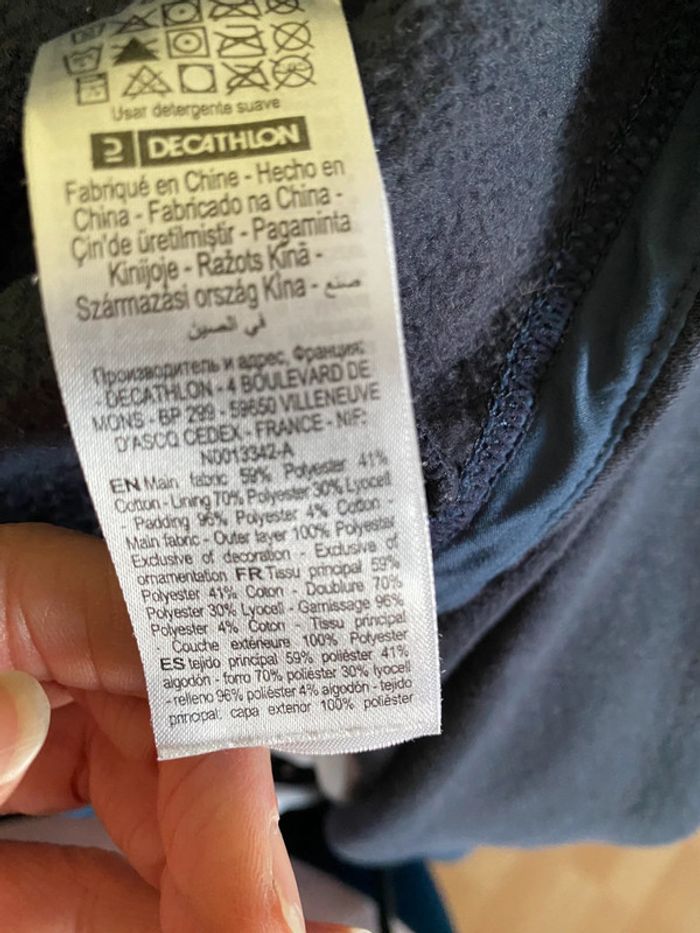 Usar detergente suave
DECATHLON
Fabriqué en Chine - Hecho en
China - Fabricado na China -
Çin'de üretilmiştir - Pagaminta
Kinijoje - Ražots Ķīnā -
Származási ország Kína - صنع
في الصين
Производитель и адрес, Франция:
DECATHLON - 4 BOULEVARD DE
MONS - BP 299 - 59650 VILLENEUVE
D'ASCQ CEDEX - FRANCE - NIF:
N0013342-A
EN Main fabric 59% Polyester 41%
Cotton - Lining 70% Polyester 30% Lyocell
- Padding 96% Polyester 4% Cotton -
Main fabric - Outer layer 100% Polyester
Exclusive of decoration - Exclusive of
ornamentation FR Tissu principal 59%
Polyester 41% Coton - Doublure 70%
Polyester 30% Lyocell - Garnissage 96%
Polyester 4% Coton - Tissu principal
- Couche extérieure 100% Polyester
ES tejido principal 59% poliéster 41%
algodón - forro 70% poliéster 30% lyocell
- relleno 96% poliéster 4% algodón - tejido
principal: capa exterior 100% poliéster